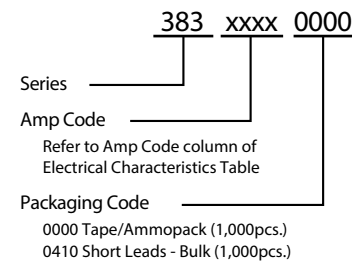 383 xxxx 0000
Series
Amp Code
Refer to Amp Code column of
Electrical Characteristics Table
Packaging Code
0000 Tape/Ammopack (1,000pcs.)
0410 Short Leads - Bulk (1,000pcs.)